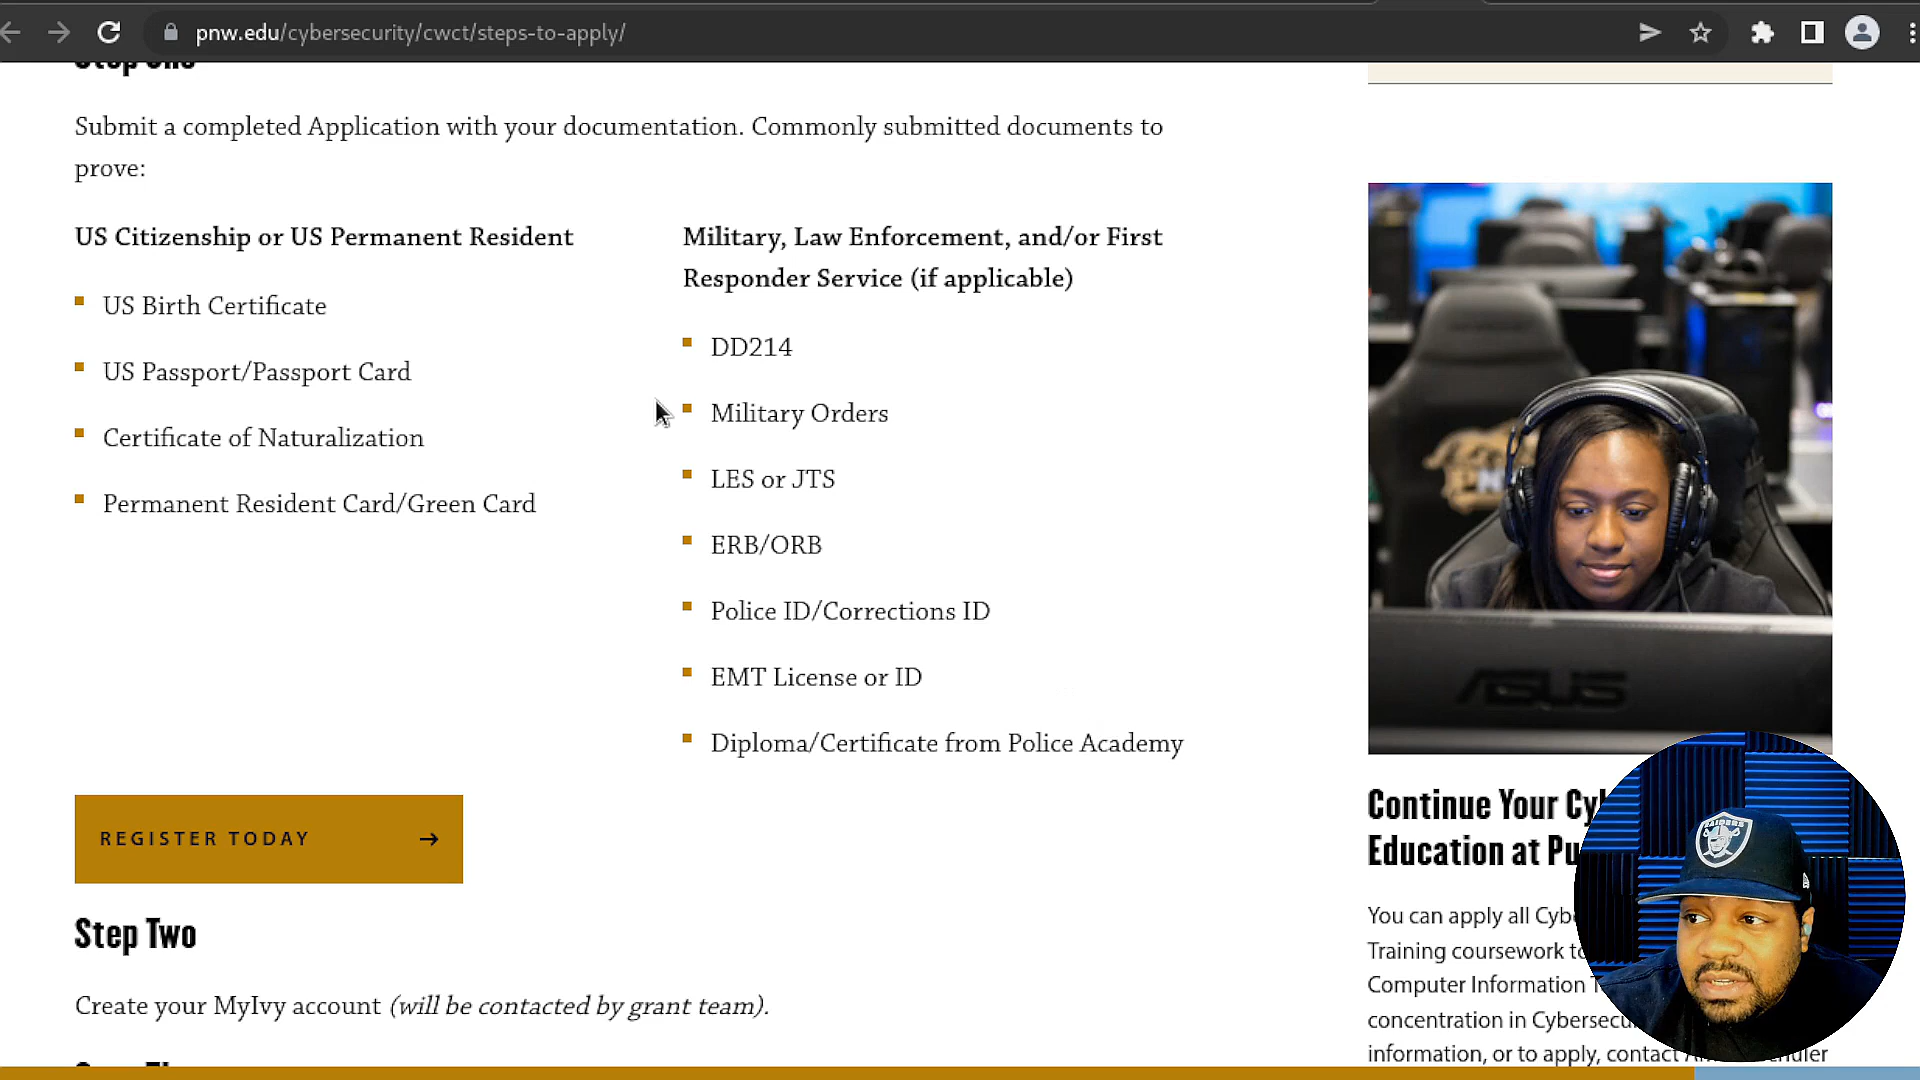 pnw.edu/cybersecurity/cwct/steps-to-apply/
Step One
Submit a completed Application with your documentation. Commonly submitted documents to
prove:
US Citizenship or US Permanent Resident
US Birth Certificate
US Passport/Passport Card
Certificate of Naturalization
Permanent Resident Card/Green Card
Military, Law Enforcement, and/or First
Responder Service (if applicable)
DD214
Military Orders
LES or JTS
ERB/ORB
Police ID/Corrections ID
EMT License or ID
Diploma/Certificate from Police Academy
REGISTER TODAY →
Step Two
Create your MyIvy account (will be contacted by grant team).
ASUS
Continue Your
Education at
You can apply all
Training coursework
Computer Information
concentration in
information, or to apply, contact
RAIDERS